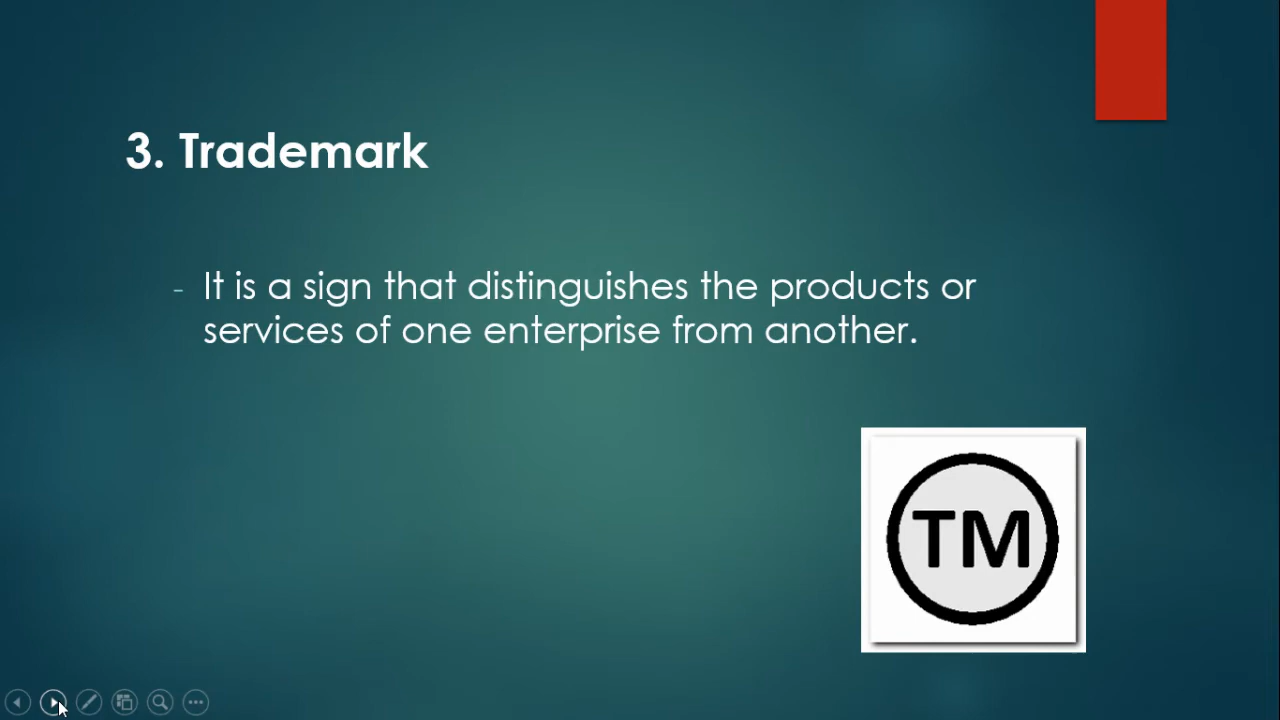 3. Trademark
- It is a sign that distinguishes the products or
services of one enterprise from another.
TM